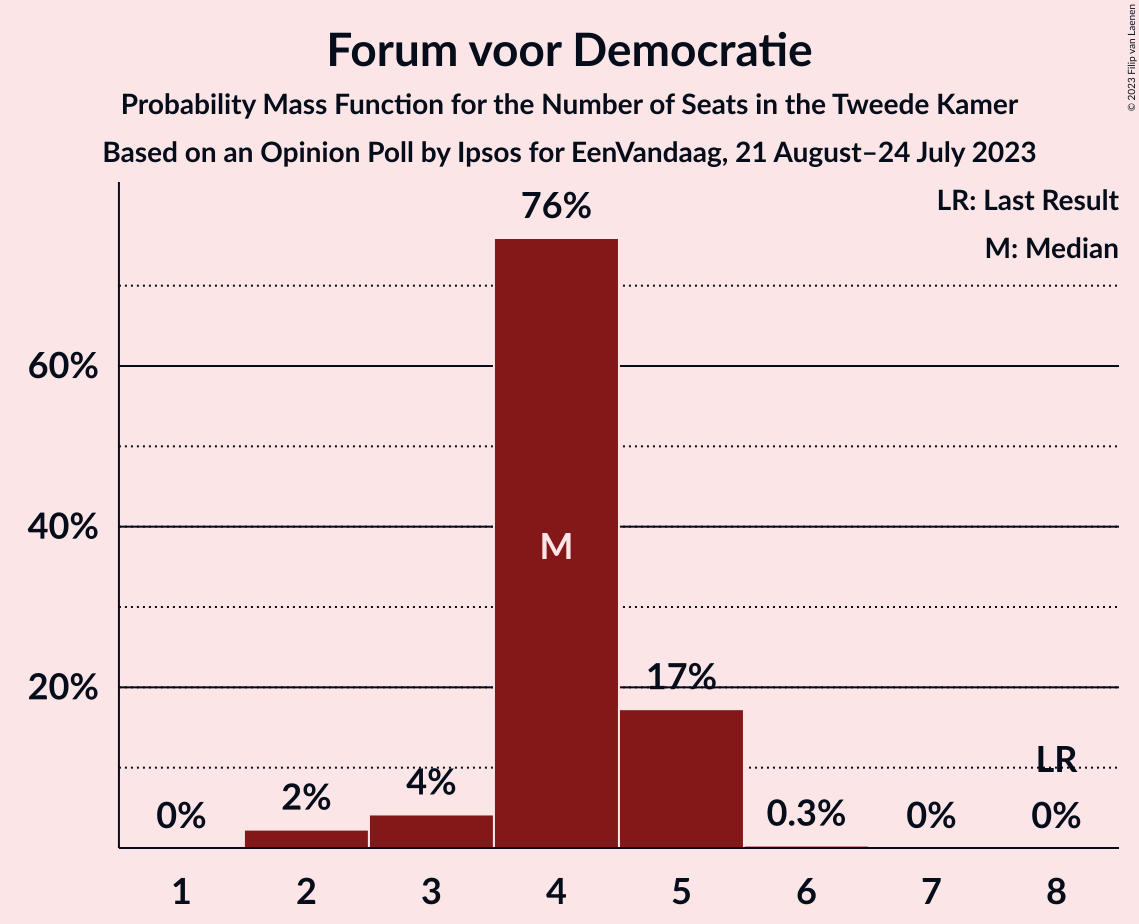 Forum voor Democratie
Probability Mass Function for the Number of Seats in the Tweede Kamer
Based on an Opinion Poll by Ipsos for EenVandaag, 21 August–24 July 2023
© 2023 Filip van Laenen
LR: Last Result
M: Median
76%
60%
40%
M
20%
17%
LR
0%
2%
4%
0.3%
0%
0%
1 2 3 4 5 6 7 8